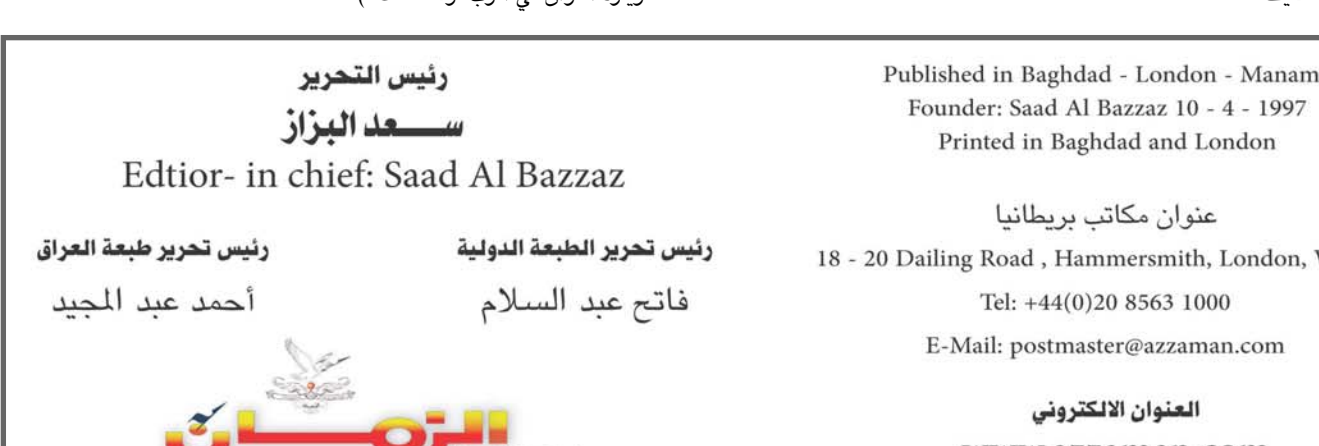 رئيس التحرير
ســــعد البزاز
Edtior- in chief: Saad Al Bazzaz
رئيس تحرير الطبعة الدولية
فاتح عبد السلام
رئيس تحرير طبعة العراق
أحمد عبد المجيد
الزمان
Published in Baghdad - London - Manam
Founder: Saad Al Bazzaz 10 - 4 - 1997
Printed in Baghdad and London
عنوان مكاتب بريطانيا
18 - 20 Dailing Road , Hammersmith, London,
Tel: +44(0)20 8563 1000
E-Mail: postmaster@azzaman.com
العنوان الالكتروني